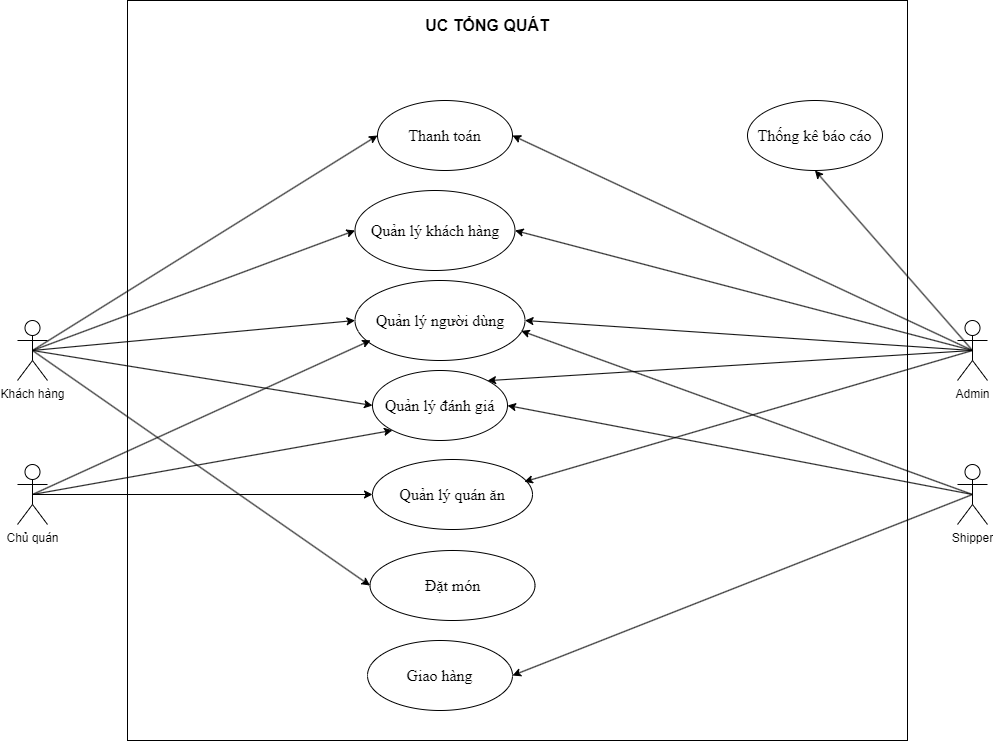 UC TỔNG QUÁT
Thanh toán
Thống kê báo cáo
Quản lý khách hàng
Quản lý người dùng
Khách hàng
Admin
Quản lý đánh giá
Quản lý quán ăn
Chủ quán
Shipper
Đặt món
Giao hàng